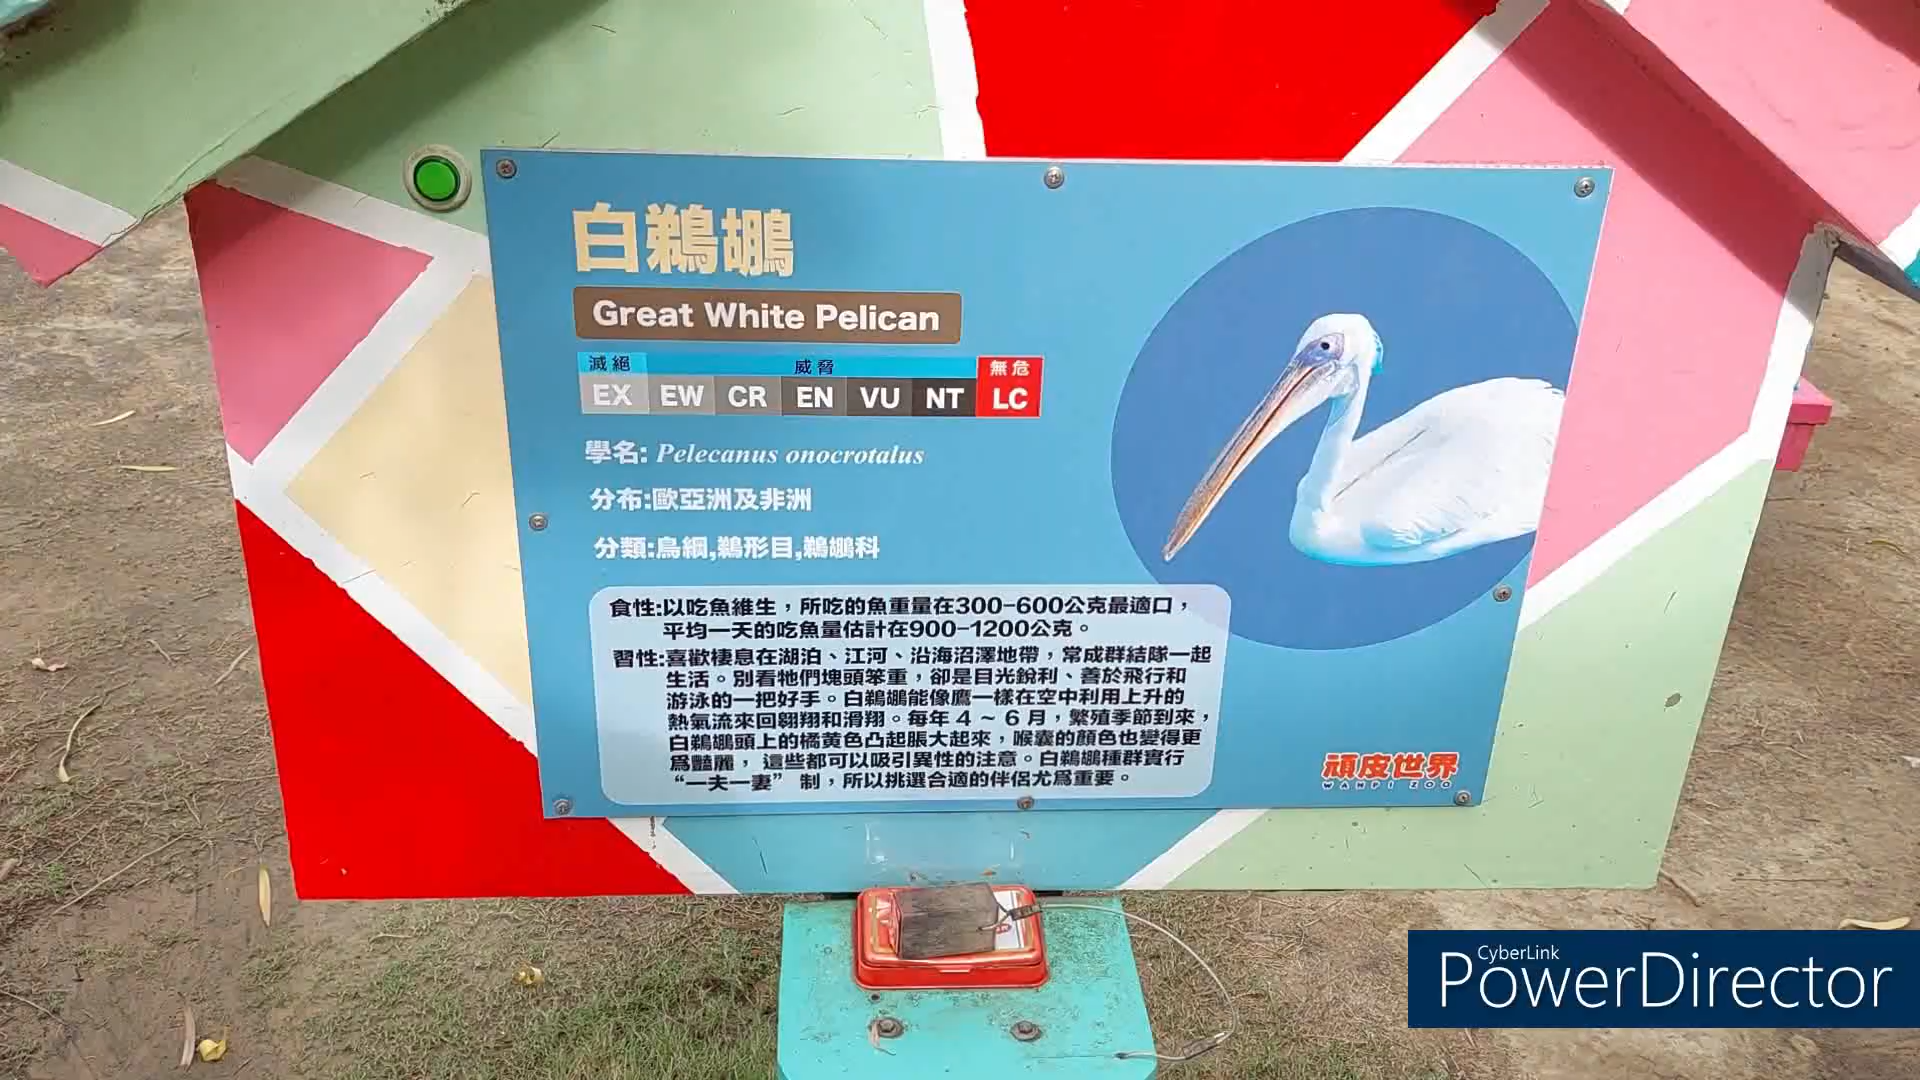 白鵜鶘
Great White Pelican
滅絕 威脅 無危
EX EW CR EN VU NT LC
學名: Pelecanus onocrotalus
分布:歐亞洲及非洲
分類:鳥綱,鵜形目,鵜鶘科
食性:以吃魚維生，所吃的魚重量在300-600公克最適口，
平均一天的吃魚量估計在900-1200公克。
習性:喜歡棲息在湖泊、江河、沿海沼澤地帶，常成群結隊一起
生活。別看牠們塊頭笨重，卻是目光銳利、善於飛行和
游泳的一把好手。白鵜鶘能像鷹一樣在空中利用上升的
熱氣流來回翱翔和滑翔。每年 4 ~ 6 月，繁殖季節到來，
白鵜鶘頭上的橘黃色凸起脹大起來，喉囊的顏色也變得更
為豔麗， 這些都可以吸引異性的注意。白鵜鶘種群實行
“一夫一妻” 制，所以挑選合適的伴侶尤為重要。
頑皮世界
WANPI ZOO
CyberLink
PowerDirector